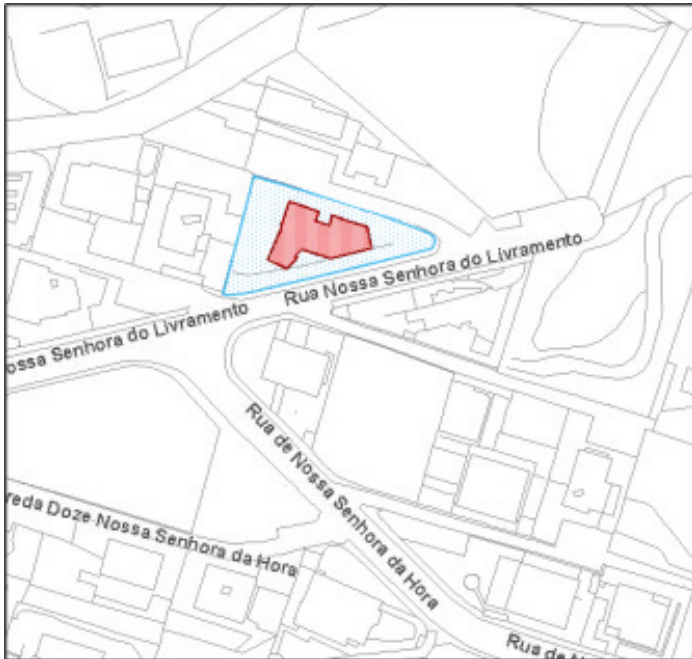 Rua Nossa Senhora do Livramento
ossa Senhora do Livramento
Rua de Nossa Senhora da Hora
reda Doze Nossa Senhora da Hora
Rua de N